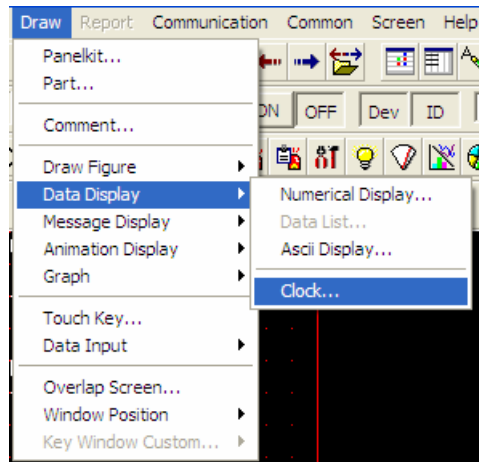 Draw Report Communication Common Screen Help
Panelkit...
Part...
Comment...
ON OFF Dev ID
Draw Figure
Data Display
Message Display
Animation Display
Graph
Numerical Display...
Data List...
Ascii Display...
Clock...
Touch Key...
Data Input
Overlap Screen...
Window Position
Key Window Custom...